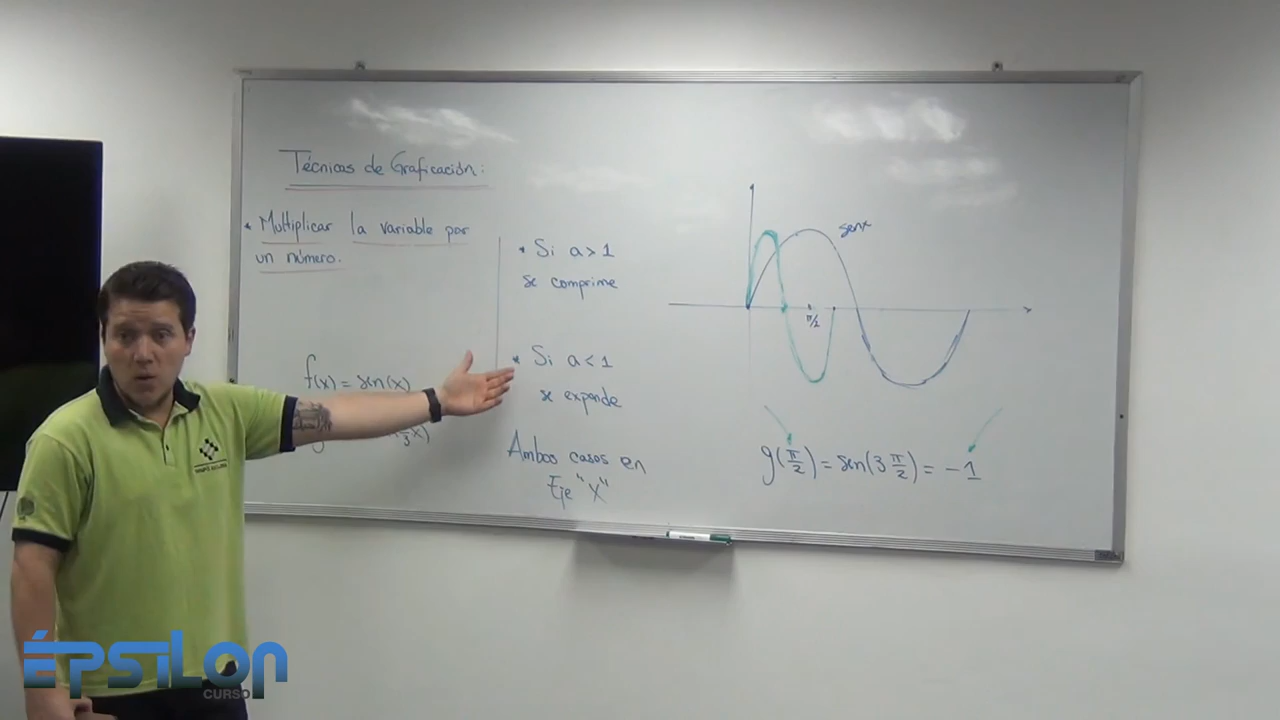 Técnicas de Graficación:
* Multiplicar la variable por
un número.
f(x) = sen(x)
* Si a > 1
se comprime
* Si a < 1
se expande
Ambos casos en
Eje "X"
senx
π/2
g(π/2) = sen(3 π/2) = -1
ÉPSILON
CURSO